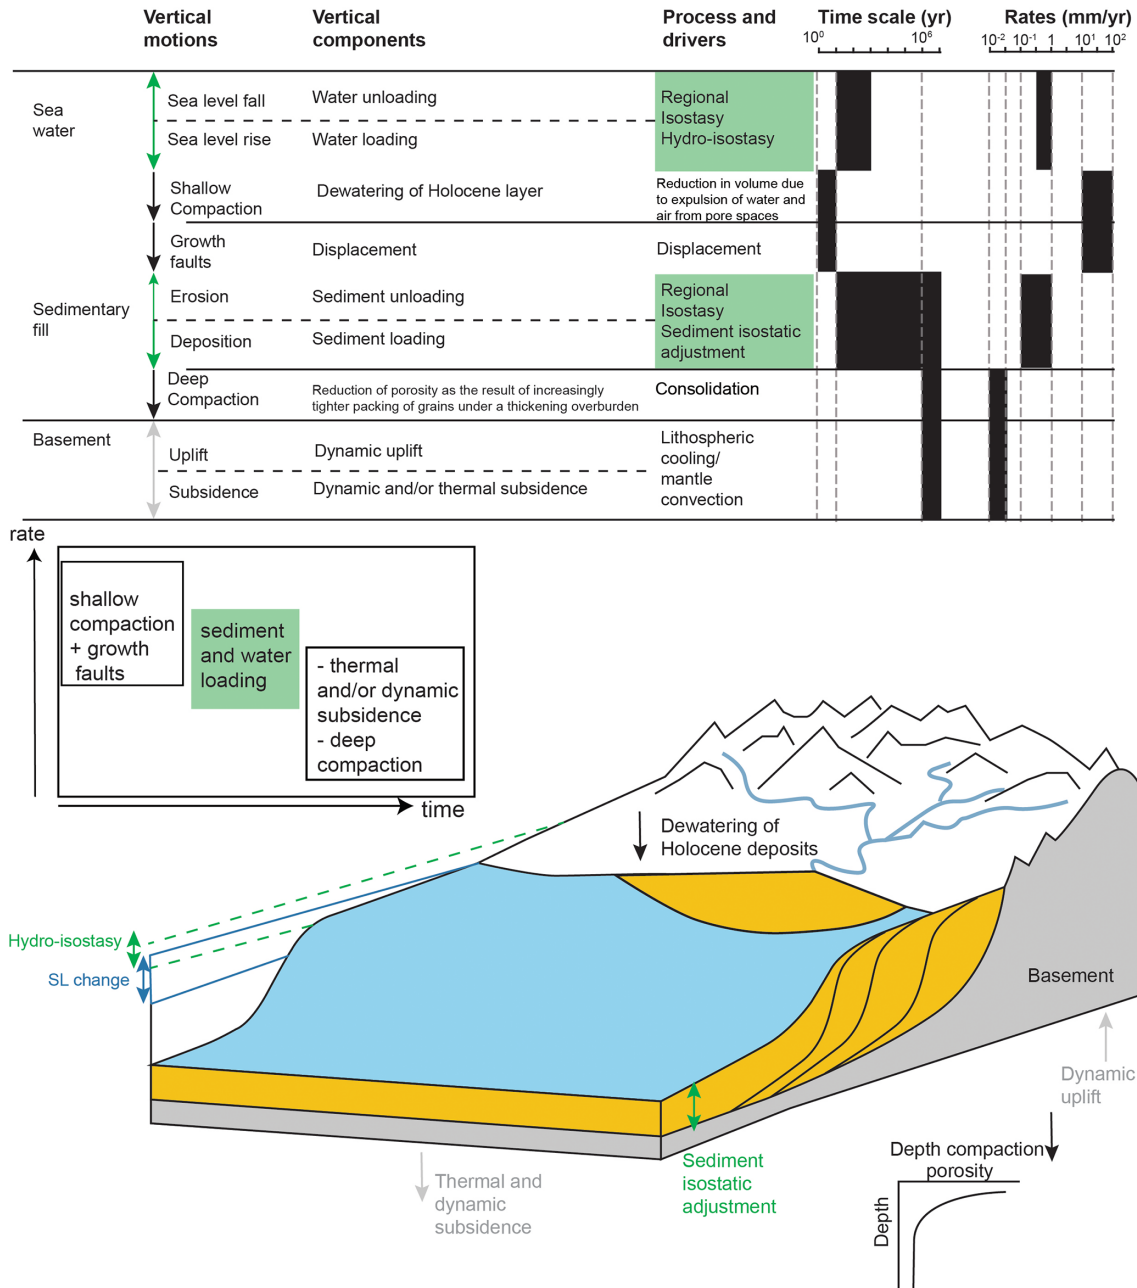 Vertical motions
Vertical components
Process and drivers
Time scale (yr)
Rates (mm/yr)
10⁰
10⁶
10⁻²
10⁻¹
1
10¹
10²
Sea water
Sea level fall
Water unloading
Regional
Isostasy
Hydro-isostasy
Sea level rise
Water loading
Shallow
Compaction
Dewatering of Holocene layer
Reduction in volume due
to expulsion of water and
air from pore spaces
Growth
faults
Displacement
Displacement
Sedimentary
fill
Erosion
Sediment unloading
Regional
Isostasy
Sediment isostatic
adjustment
Deposition
Sediment loading
Deep
Compaction
Reduction of porosity as the result of increasingly
tighter packing of grains under a thickening overburden
Consolidation
Basement
Uplift
Dynamic uplift
Lithospheric
cooling/
mantle
convection
Subsidence
Dynamic and/or thermal subsidence
rate
shallow
compaction
+ growth
faults
sediment
and water
loading
- thermal
and/or dynamic
subsidence
- deep
compaction
time
Dewatering of
Holocene deposits
Hydro-isostasy
SL change
Basement
Dynamic
uplift
Sediment
isostatic
adjustment
Thermal and
dynamic
subsidence
Depth compaction
porosity
Depth